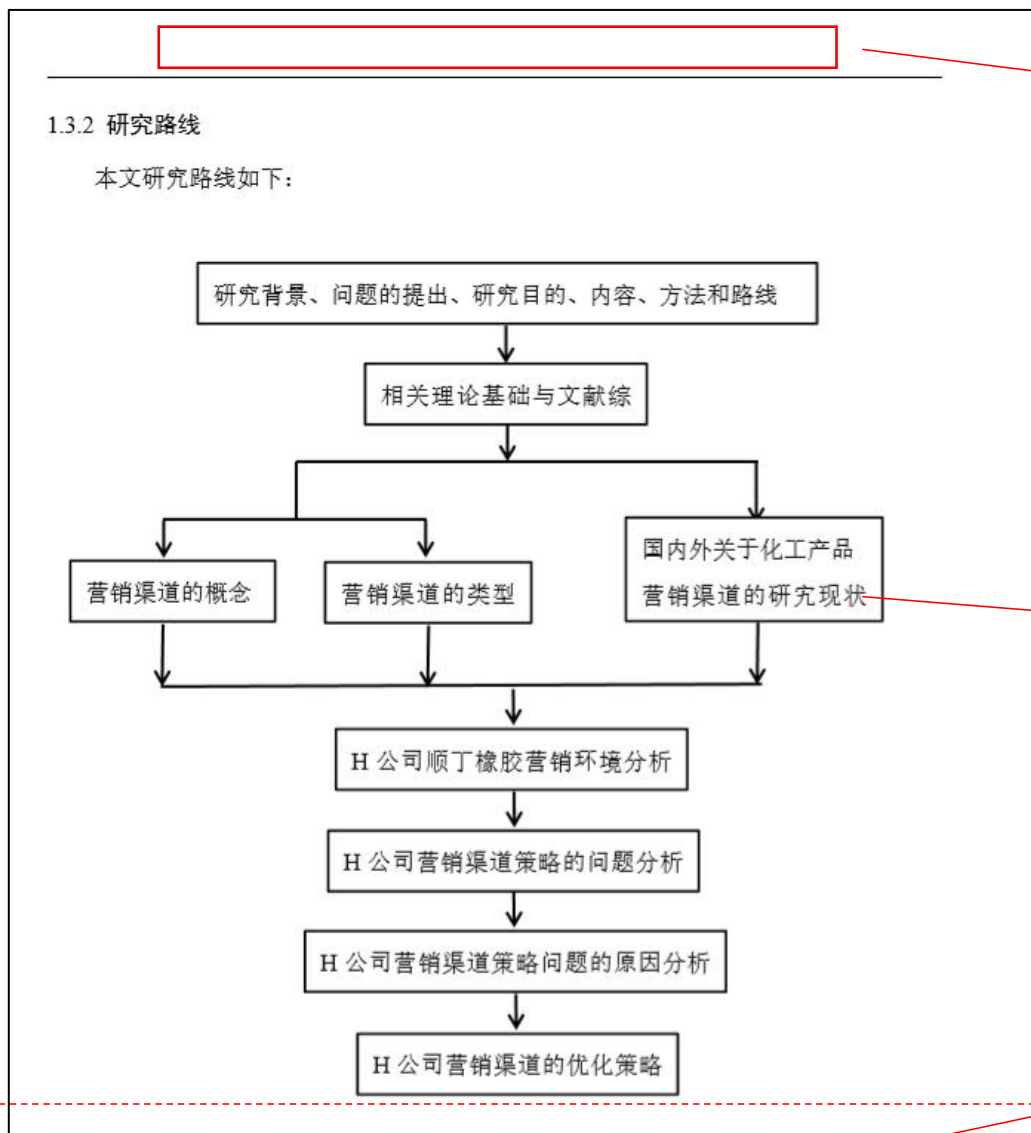 1.3.2 研究路线
本文研究路线如下：
研究背景、问题的提出、研究目的、内容、方法和路线
相关理论基础与文献综
营销渠道的概念
营销渠道的类型
国内外关于化工产品
营销渠道的研究现状
H 公司顺丁橡胶营销环境分析
H 公司营销渠道策略的问题分析
H 公司营销渠道策略问题的原因分析
H 公司营销渠道的优化策略